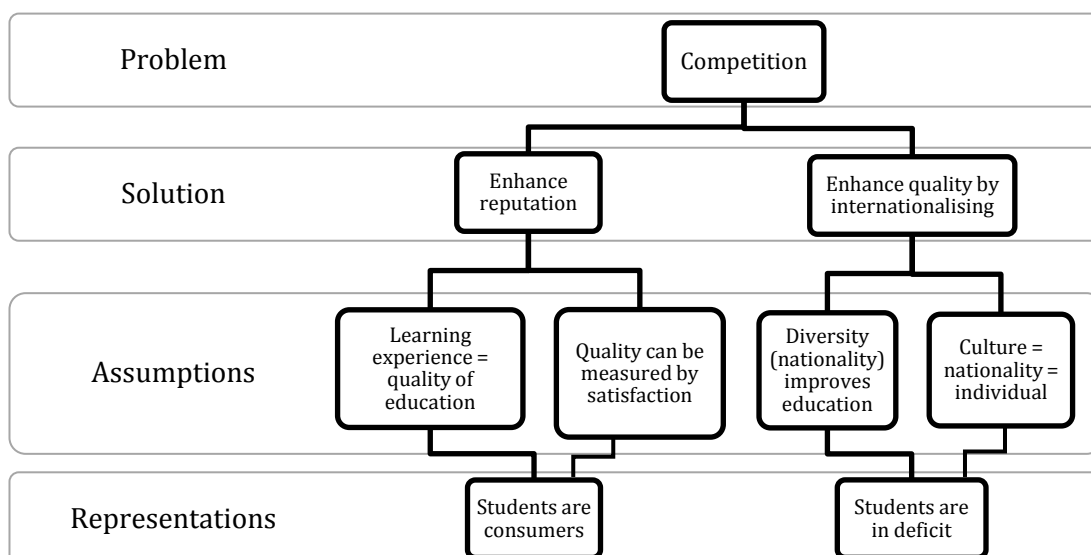 Problem
Competition
Solution
Enhance
reputation
Enhance quality by
internationalising
Assumptions
Learning
experience =
quality of
education
Quality can be
measured by
satisfaction
Diversity
(nationality)
improves
education
Culture =
nationality =
individual
Representations
Students are
consumers
Students are
in deficit